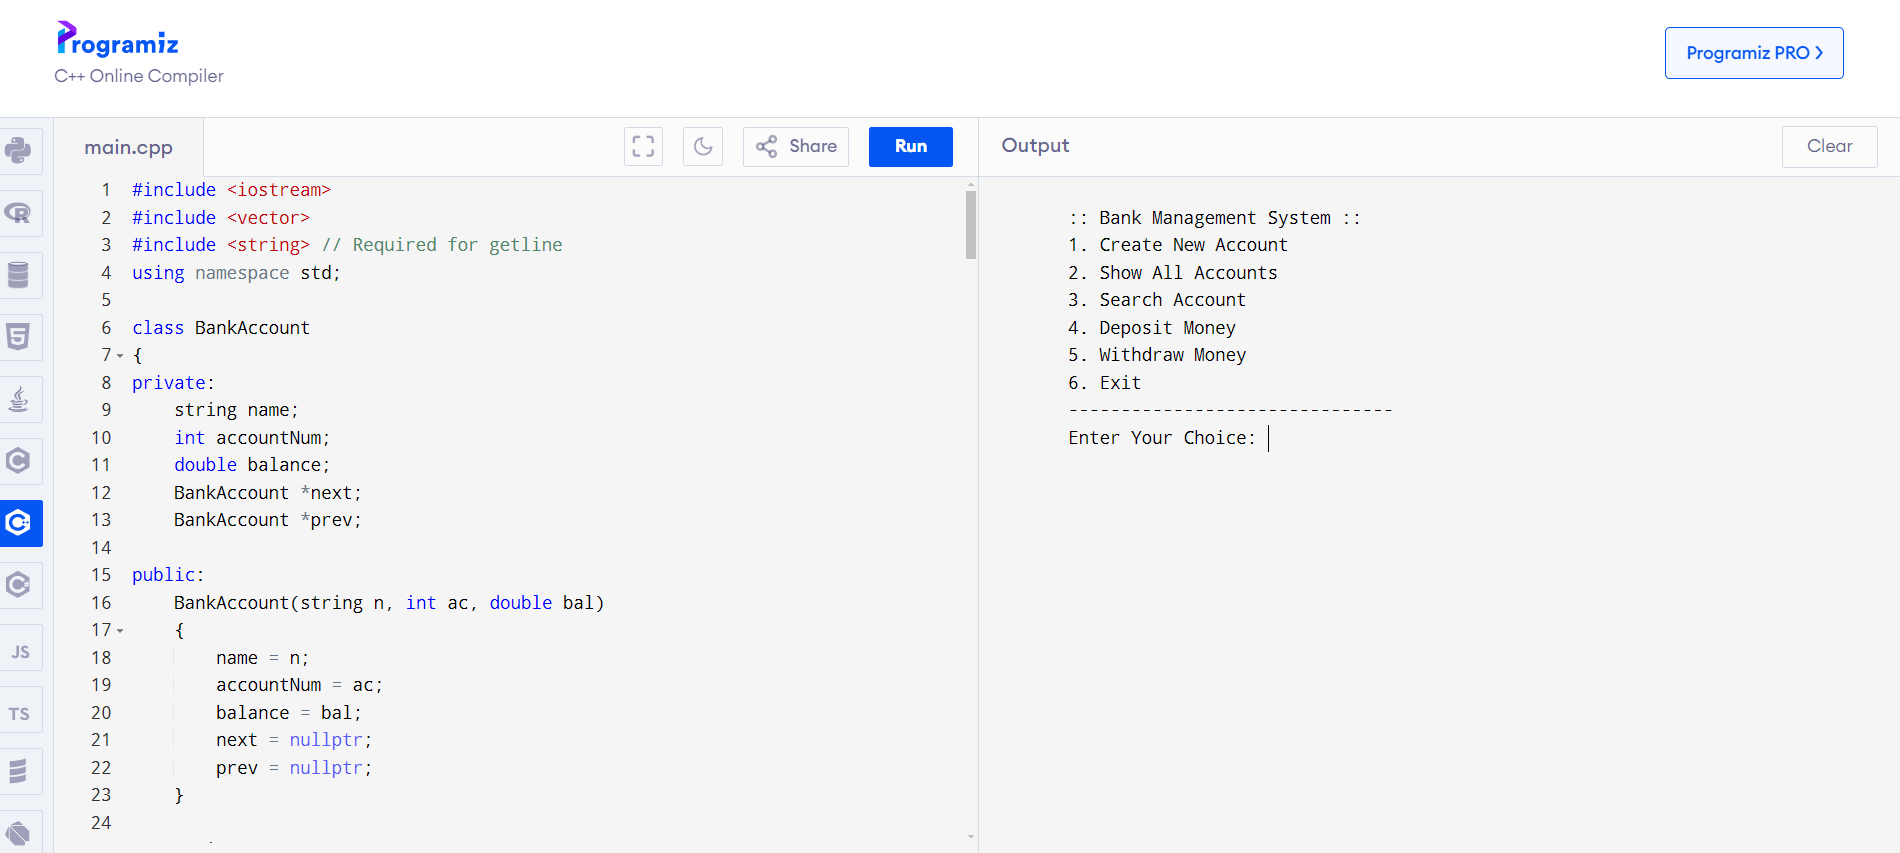 Programiz
C++ Online Compiler
Programiz PRO >
main.cpp
Share
Run
Output
Clear
1 #include <iostream>
2 #include <vector>
3 #include <string> // Required for getline
4 using namespace std;
5
6 class BankAccount
7 {
8 private:
9     string name;
10     int accountNum;
11     double balance;
12     BankAccount *next;
13     BankAccount *prev;
14
15 public:
16     BankAccount(string n, int ac, double bal)
17     {
18         name = n;
19         accountNum = ac;
20         balance = bal;
21         next = nullptr;
22         prev = nullptr;
23     }
24
:: Bank Management System ::
1. Create New Account
2. Show All Accounts
3. Search Account
4. Deposit Money
5. Withdraw Money
6. Exit
-------------------------------
Enter Your Choice:
R
5
C
C
C
JS
TS